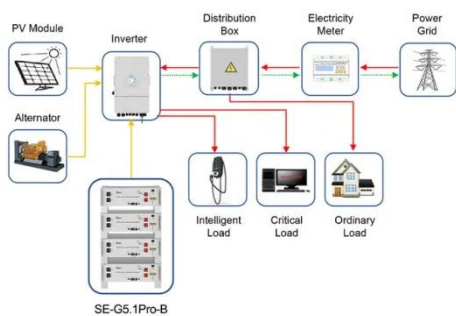 PV Module
Inverter
Distribution
Box
Electricity
Meter
Power
Grid
Alternator
Intelligent
Load
Critical
Load
Ordinary
Load
SE-G5.1Pro-B